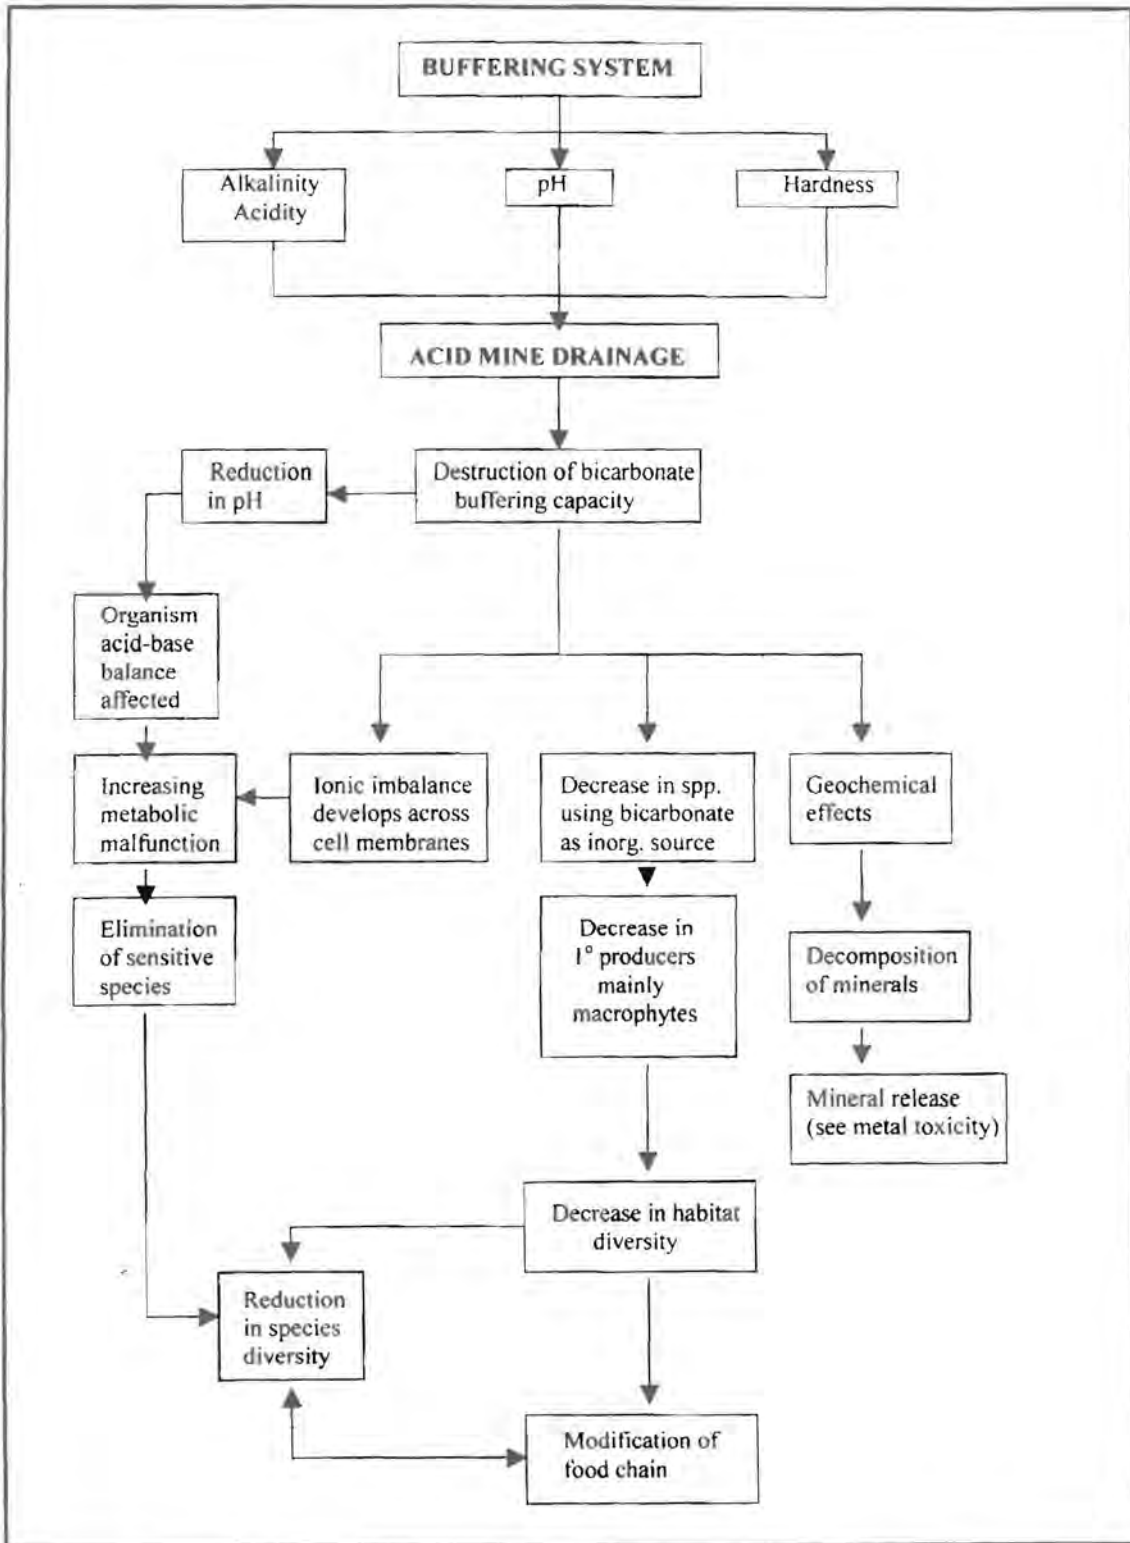 BUFFERING SYSTEM
Alkalinity
Acidity
pH
Hardness
ACID MINE DRAINAGE
Reduction
in pH
Destruction of bicarbonate
buffering capacity
Organism
acid-base
balance
affected
Increasing
metabolic
malfunction
Ionic imbalance
develops across
cell membranes
Decrease in spp.
using bicarbonate
as inorg. source
Geochemical
effects
Elimination
of sensitive
species
Decrease in
1° producers
mainly
macrophytes
Decomposition
of minerals
Mineral release
(see metal toxicity)
Decrease in habitat
diversity
Reduction
in species
diversity
Modification of
food chain